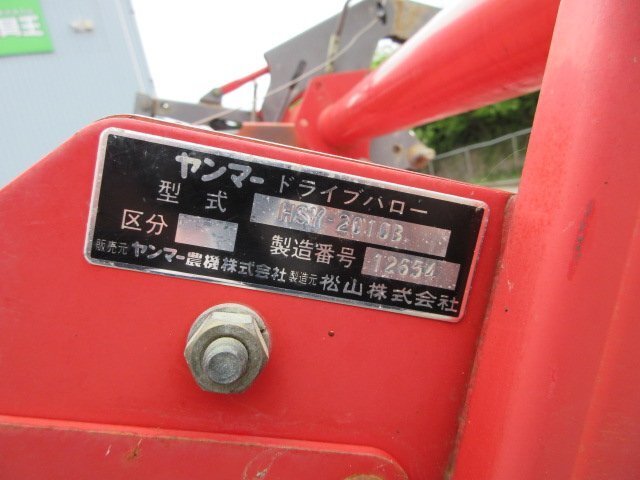 王
ヤンマードライブハロー
型式 HSY-2010B
区分 製造番号 12654
販売元 ヤンマー農機株式会社 製造元 松山株式会社